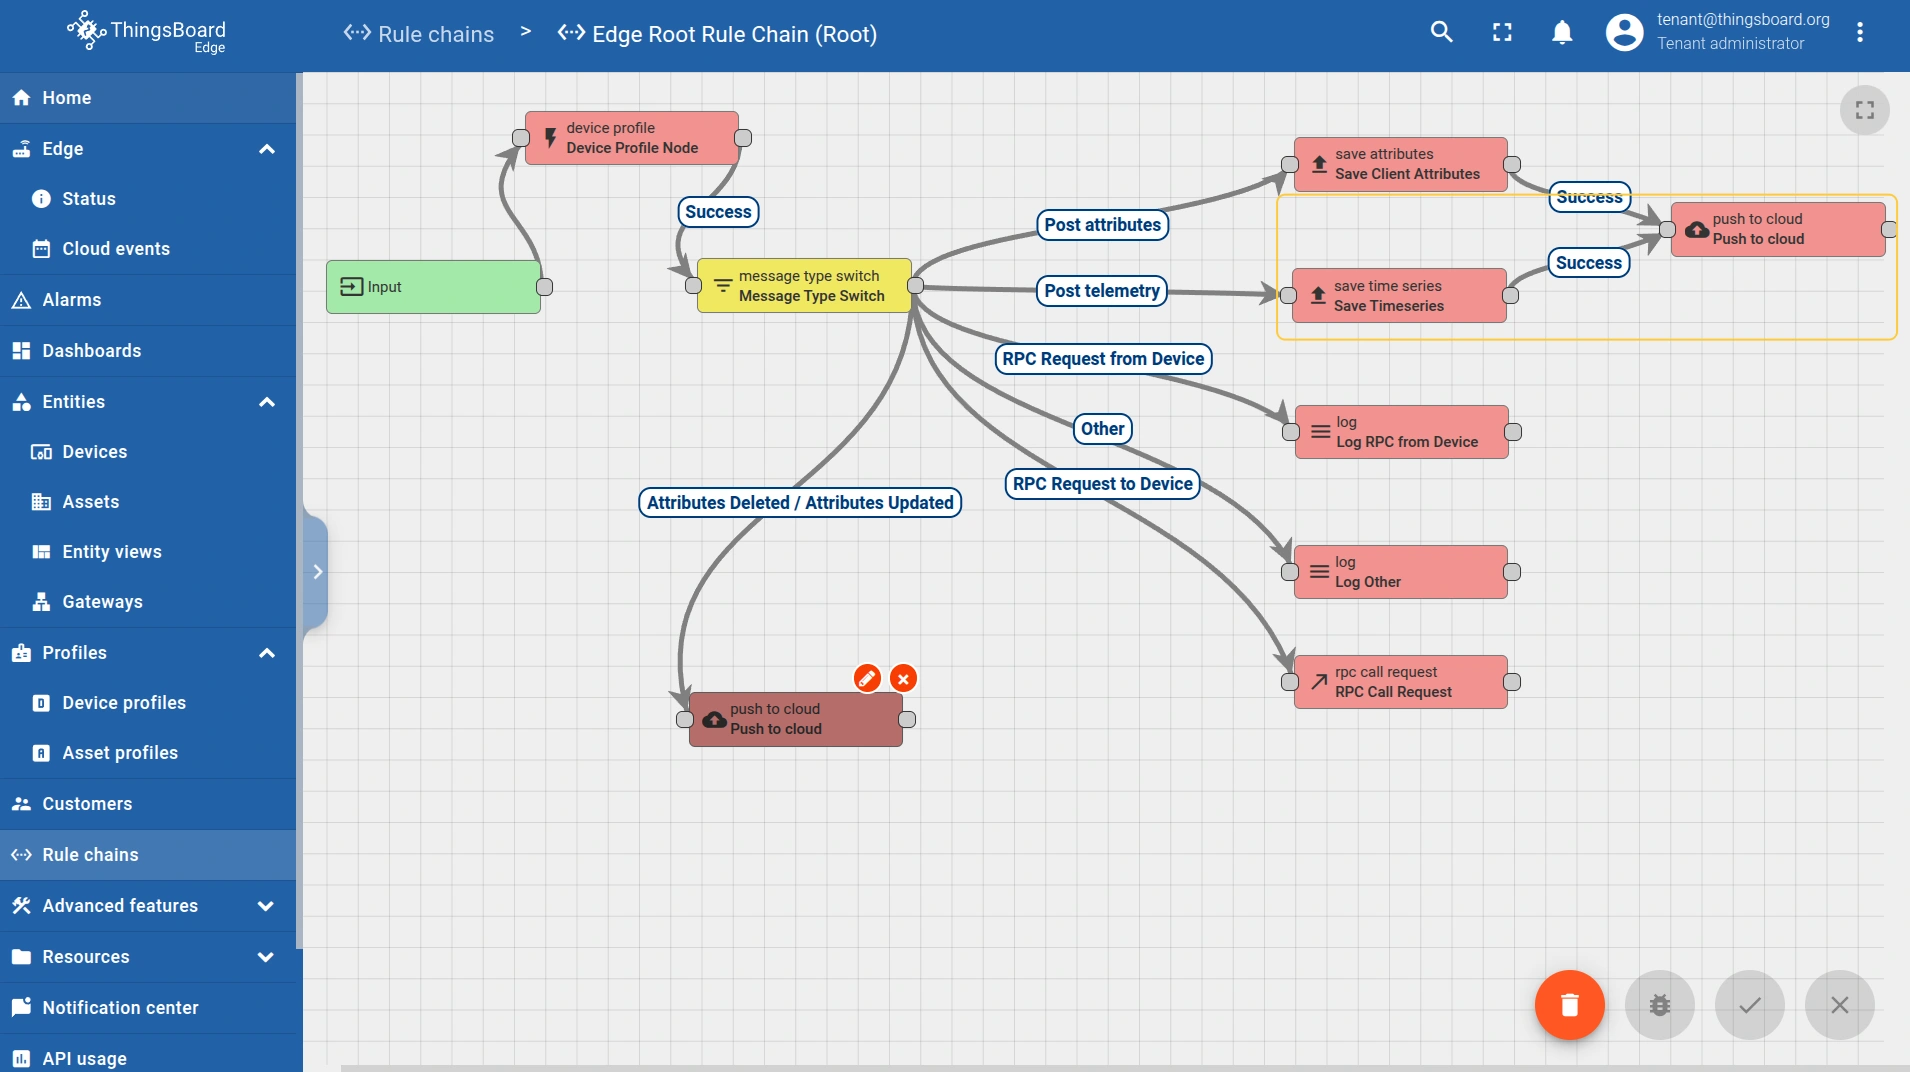 ThingsBoard
Edge
Rule chains > Edge Root Rule Chain (Root)
tenant@thingsboard.org
Tenant administrator
Home
Edge
Status
Cloud events
Alarms
Dashboards
Entities
Devices
Assets
Entity views
Gateways
Profiles
Device profiles
Asset profiles
Customers
Rule chains
Advanced features
Resources
Notification center
API usage
device profile
Device Profile Node
Success
Input
message type switch
Message Type Switch
Post attributes
Post telemetry
RPC Request from Device
Other
RPC Request to Device
Attributes Deleted / Attributes Updated
save attributes
Save Client Attributes
Success
push to cloud
Push to cloud
Success
save time series
Save Timeseries
log
Log RPC from Device
log
Log Other
rpc call request
RPC Call Request
push to cloud
Push to cloud